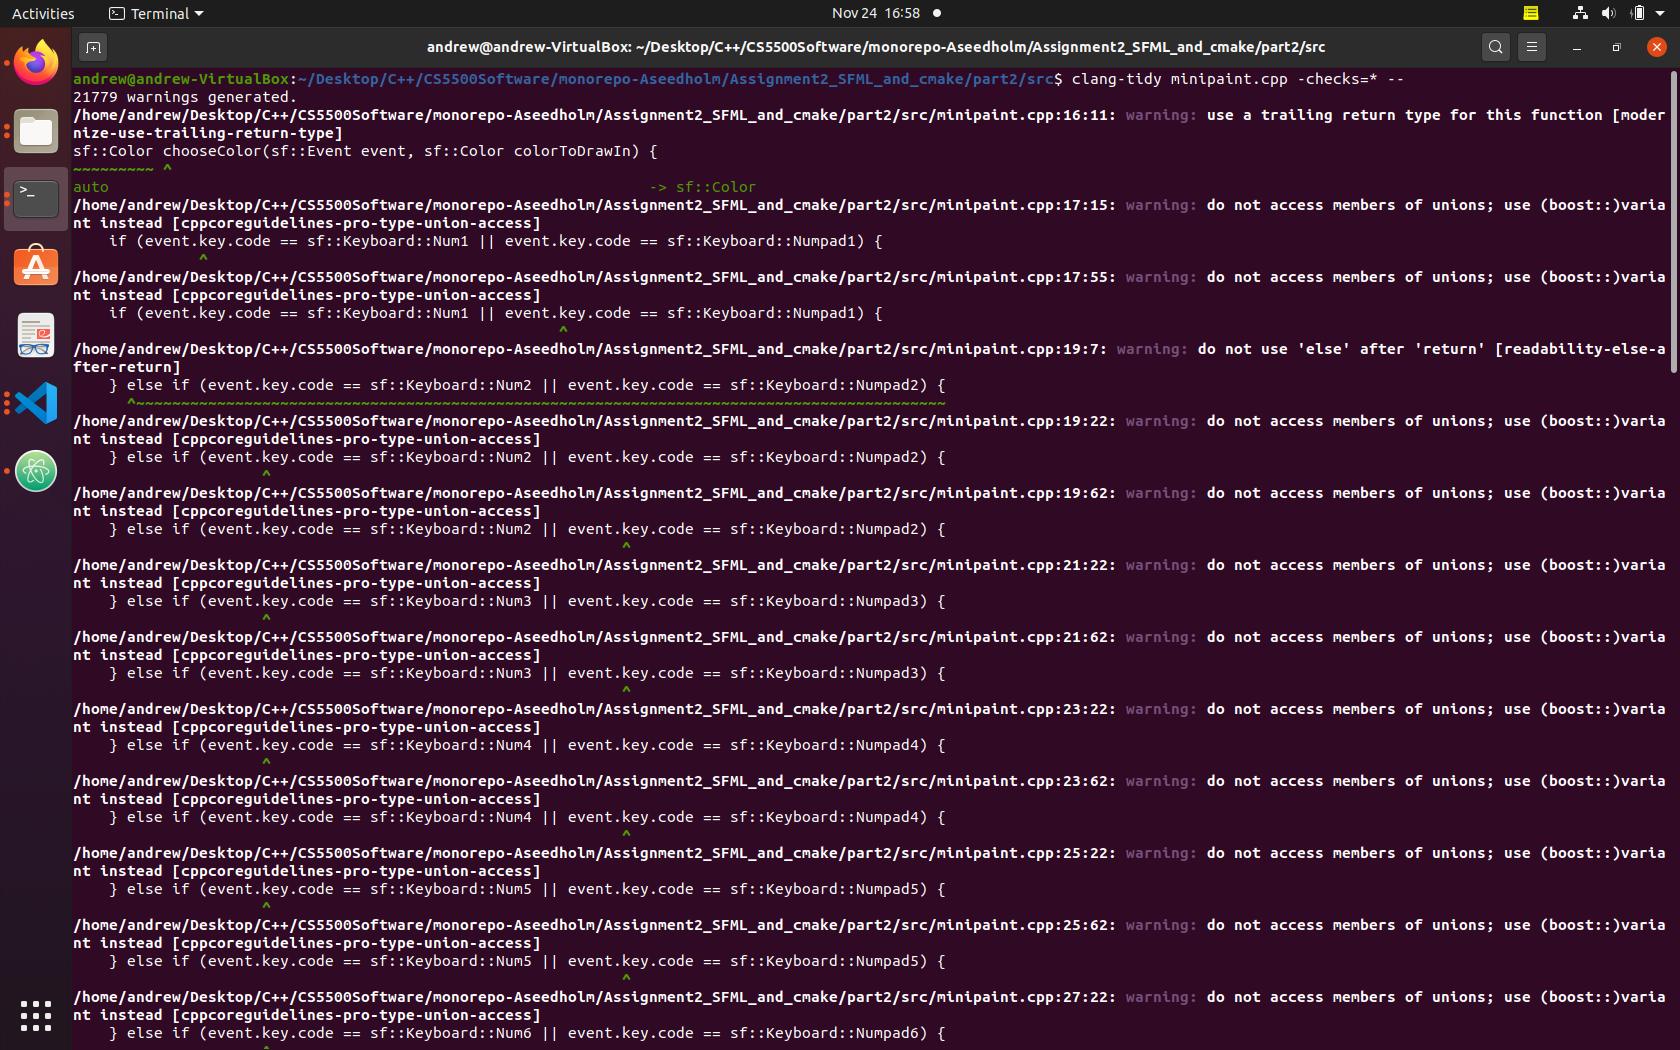 Activities Terminal Nov 24 16:58
andrew@andrew-VirtualBox: ~/Desktop/C++/CS5500Software/monorepo-Aseedholm/Assignment2_SFML_and_cmake/part2/src
andrew@andrew-VirtualBox:~/Desktop/C++/CS5500Software/monorepo-Aseedholm/Assignment2_SFML_and_cmake/part2/src$ clang-tidy minipaint.cpp -checks=* --
21779 warnings generated.
/home/andrew/Desktop/C++/CS5500Software/monorepo-Aseedholm/Assignment2_SFML_and_cmake/part2/src/minipaint.cpp:16:11: warning: use a trailing return type for this function [moder
nize-use-trailing-return-type]
sf::Color chooseColor(sf::Event event, sf::Color colorToDrawIn) {
~~~~~~~~~ ^
auto                                                            -> sf::Color
/home/andrew/Desktop/C++/CS5500Software/monorepo-Aseedholm/Assignment2_SFML_and_cmake/part2/src/minipaint.cpp:17:15: warning: do not access members of unions; use (boost::)varia
nt instead [cppcoreguidelines-pro-type-union-access]
    if (event.key.code == sf::Keyboard::Num1 || event.key.code == sf::Keyboard::Numpad1) {
              ^
/home/andrew/Desktop/C++/CS5500Software/monorepo-Aseedholm/Assignment2_SFML_and_cmake/part2/src/minipaint.cpp:17:55: warning: do not access members of unions; use (boost::)varia
nt instead [cppcoreguidelines-pro-type-union-access]
    if (event.key.code == sf::Keyboard::Num1 || event.key.code == sf::Keyboard::Numpad1) {
                                                      ^
/home/andrew/Desktop/C++/CS5500Software/monorepo-Aseedholm/Assignment2_SFML_and_cmake/part2/src/minipaint.cpp:19:7: warning: do not use 'else' after 'return' [readability-else-a
fter-return]
    } else if (event.key.code == sf::Keyboard::Num2 || event.key.code == sf::Keyboard::Numpad2) {
      ^~~~~~~~~~~~~~~~~~~~~~~~~~~~~~~~~~~~~~~~~~~~~~~~~~~~~~~~~~~~~~~~~~~~~~~~~~~~~~~~~~~~~~~~~~
/home/andrew/Desktop/C++/CS5500Software/monorepo-Aseedholm/Assignment2_SFML_and_cmake/part2/src/minipaint.cpp:19:22: warning: do not access members of unions; use (boost::)varia
nt instead [cppcoreguidelines-pro-type-union-access]
    } else if (event.key.code == sf::Keyboard::Num2 || event.key.code == sf::Keyboard::Numpad2) {
                     ^
/home/andrew/Desktop/C++/CS5500Software/monorepo-Aseedholm/Assignment2_SFML_and_cmake/part2/src/minipaint.cpp:19:62: warning: do not access members of unions; use (boost::)varia
nt instead [cppcoreguidelines-pro-type-union-access]
    } else if (event.key.code == sf::Keyboard::Num2 || event.key.code == sf::Keyboard::Numpad2) {
                                                             ^
/home/andrew/Desktop/C++/CS5500Software/monorepo-Aseedholm/Assignment2_SFML_and_cmake/part2/src/minipaint.cpp:21:22: warning: do not access members of unions; use (boost::)varia
nt instead [cppcoreguidelines-pro-type-union-access]
    } else if (event.key.code == sf::Keyboard::Num3 || event.key.code == sf::Keyboard::Numpad3) {
                     ^
/home/andrew/Desktop/C++/CS5500Software/monorepo-Aseedholm/Assignment2_SFML_and_cmake/part2/src/minipaint.cpp:21:62: warning: do not access members of unions; use (boost::)varia
nt instead [cppcoreguidelines-pro-type-union-access]
    } else if (event.key.code == sf::Keyboard::Num3 || event.key.code == sf::Keyboard::Numpad3) {
                                                             ^
/home/andrew/Desktop/C++/CS5500Software/monorepo-Aseedholm/Assignment2_SFML_and_cmake/part2/src/minipaint.cpp:23:22: warning: do not access members of unions; use (boost::)varia
nt instead [cppcoreguidelines-pro-type-union-access]
    } else if (event.key.code == sf::Keyboard::Num4 || event.key.code == sf::Keyboard::Numpad4) {
                     ^
/home/andrew/Desktop/C++/CS5500Software/monorepo-Aseedholm/Assignment2_SFML_and_cmake/part2/src/minipaint.cpp:23:62: warning: do not access members of unions; use (boost::)varia
nt instead [cppcoreguidelines-pro-type-union-access]
    } else if (event.key.code == sf::Keyboard::Num4 || event.key.code == sf::Keyboard::Numpad4) {
                                                             ^
/home/andrew/Desktop/C++/CS5500Software/monorepo-Aseedholm/Assignment2_SFML_and_cmake/part2/src/minipaint.cpp:25:22: warning: do not access members of unions; use (boost::)varia
nt instead [cppcoreguidelines-pro-type-union-access]
    } else if (event.key.code == sf::Keyboard::Num5 || event.key.code == sf::Keyboard::Numpad5) {
                     ^
/home/andrew/Desktop/C++/CS5500Software/monorepo-Aseedholm/Assignment2_SFML_and_cmake/part2/src/minipaint.cpp:25:62: warning: do not access members of unions; use (boost::)varia
nt instead [cppcoreguidelines-pro-type-union-access]
    } else if (event.key.code == sf::Keyboard::Num5 || event.key.code == sf::Keyboard::Numpad5) {
                                                             ^
/home/andrew/Desktop/C++/CS5500Software/monorepo-Aseedholm/Assignment2_SFML_and_cmake/part2/src/minipaint.cpp:27:22: warning: do not access members of unions; use (boost::)varia
nt instead [cppcoreguidelines-pro-type-union-access]
    } else if (event.key.code == sf::Keyboard::Num6 || event.key.code == sf::Keyboard::Numpad6) {